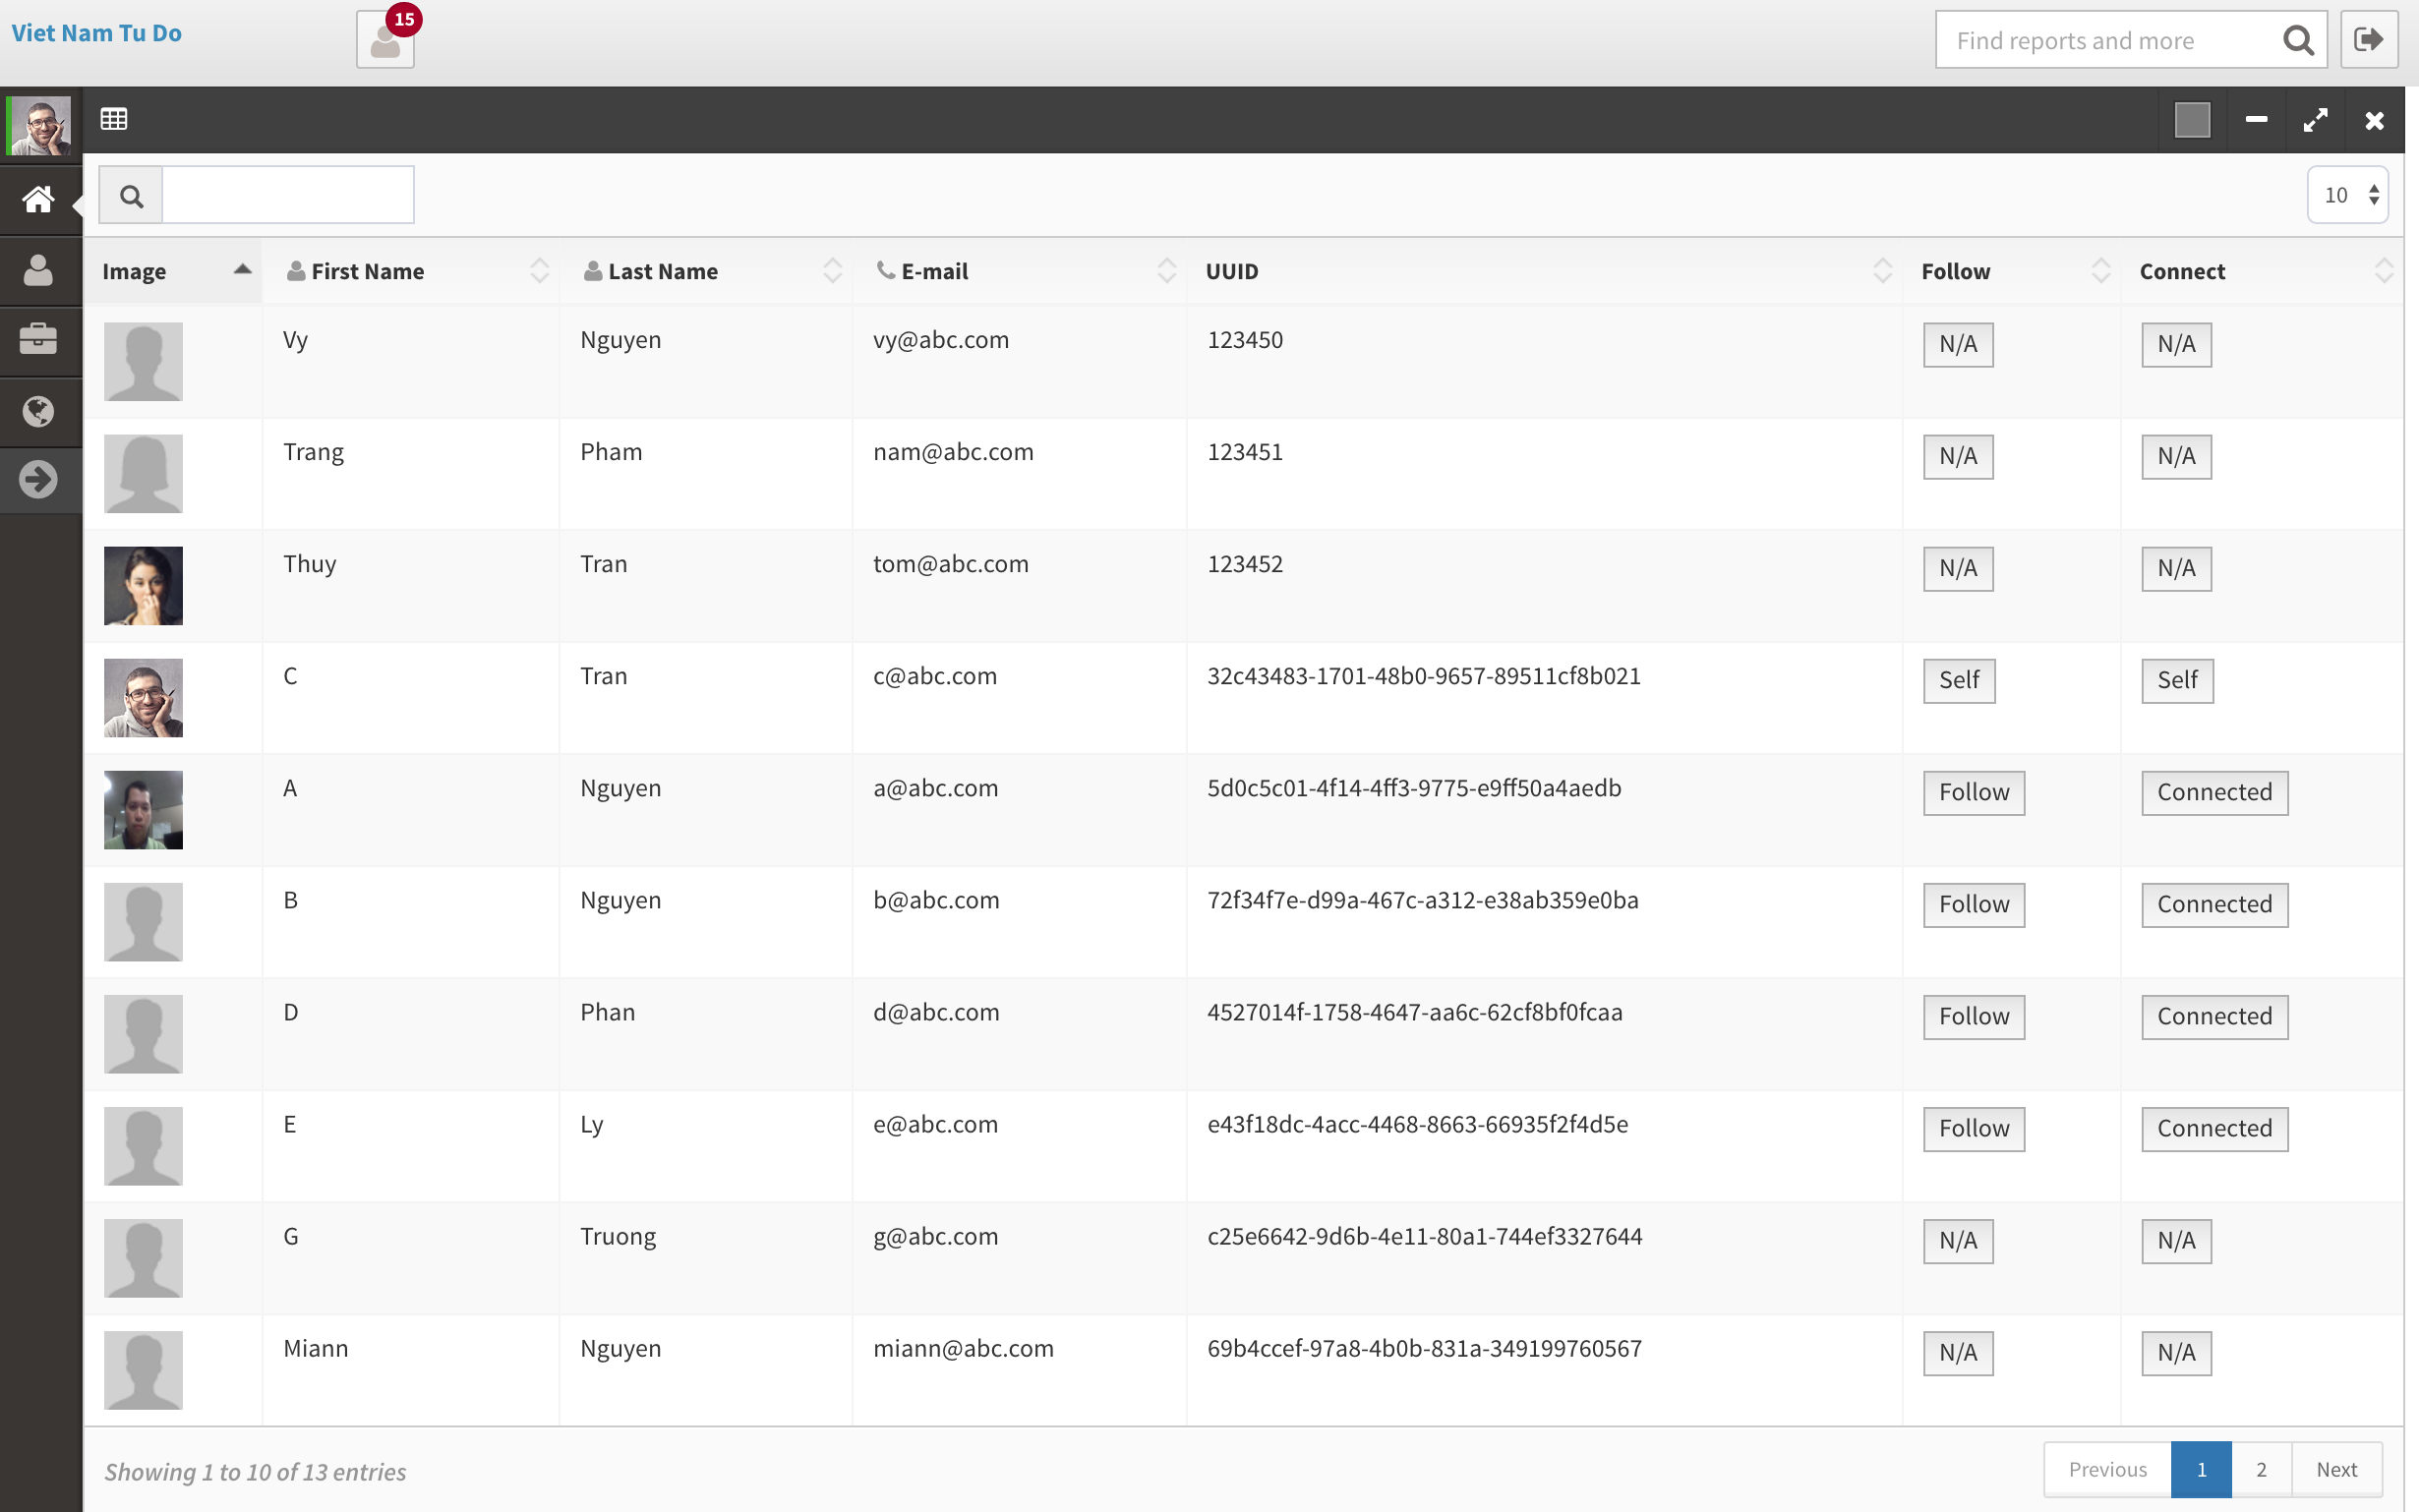 Viet Nam Tu Do 15 Find reports and more
10
Image First Name Last Name E-mail UUID Follow Connect
Vy Nguyen vy@abc.com 123450 N/A N/A
Trang Pham nam@abc.com 123451 N/A N/A
Thuy Tran tom@abc.com 123452 N/A N/A
C Tran c@abc.com 32c43483-1701-48b0-9657-89511cf8b021 Self Self
A Nguyen a@abc.com 5d0c5c01-4f14-4ff3-9775-e9ff50a4aedb Follow Connected
B Nguyen b@abc.com 72f34f7e-d99a-467c-a312-e38ab359e0ba Follow Connected
D Phan d@abc.com 4527014f-1758-4647-aa6c-62cf8bf0fcaa Follow Connected
E Ly e@abc.com e43f18dc-4acc-4468-8663-66935f2f4d5e Follow Connected
G Truong g@abc.com c25e6642-9d6b-4e11-80a1-744ef3327644 N/A N/A
Miann Nguyen miann@abc.com 69b4ccef-97a8-4b0b-831a-349199760567 N/A N/A
Showing 1 to 10 of 13 entries Previous 1 2 Next